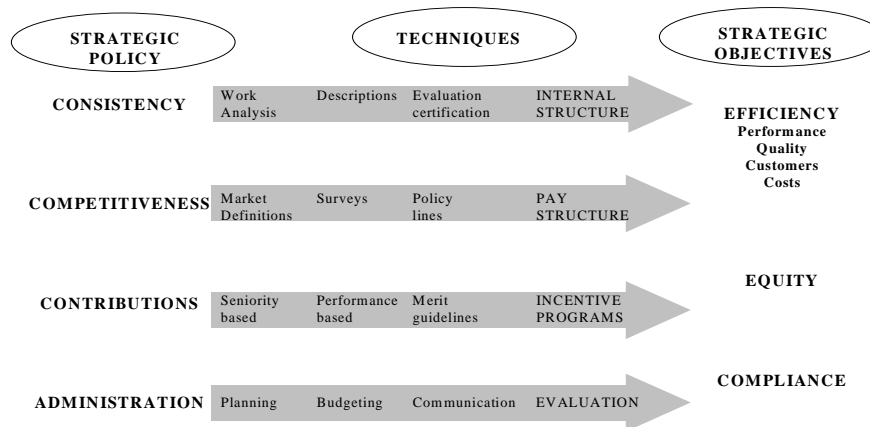 STRATEGIC
POLICY
TECHNIQUES
STRATEGIC
OBJECTIVES
CONSISTENCY
Work Descriptions Evaluation INTERNAL
Analysis certification STRUCTURE
EFFICIENCY
Performance
Quality
Customers
Costs
COMPETITIVENESS
Market Surveys Policy PAY
Definitions lines STRUCTURE
CONTRIBUTIONS
Seniority Performance Merit INCENTIVE
based based guidelines PROGRAMS
EQUITY
ADMINISTRATION
Planning Budgeting Communication EVALUATION
COMPLIANCE